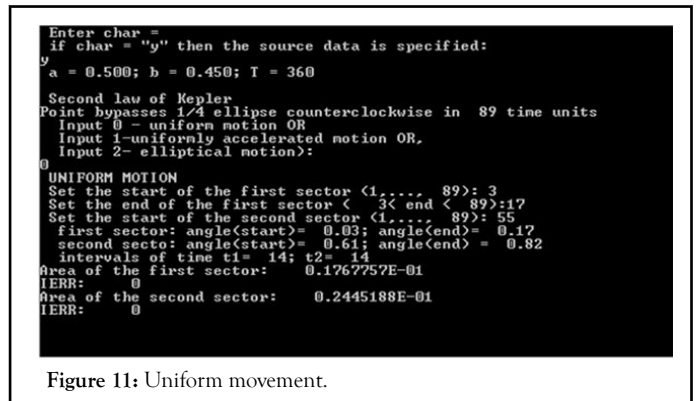 Enter char =
if char = "y" then the source data is specified:
y
a = 0.500; b = 0.450; T = 360
Second law of Kepler
Point bypasses 1/4 ellipse counterclockwise in 89 time units
Input 0 - uniform motion OR
Input 1-uniformly accelerated motion OR,
Input 2- elliptical motion>:
0
UNIFORM MOTION
Set the start of the first sector <1,...., 89>: 3
Set the end of the first sector < 3< end < 89>:17
Set the start of the second sector <1,...., 89>: 55
first sector: angle<start>= 0.03; angle<end>= 0.17
second secto: angle<start>= 0.61; angle<end> = 0.82
intervals of time t1= 14; t2= 14
Area of the first sector: 0.1767757E-01
IERR: 0
Area of the second sector: 0.2445188E-01
IERR: 0
Figure 11: Uniform movement.